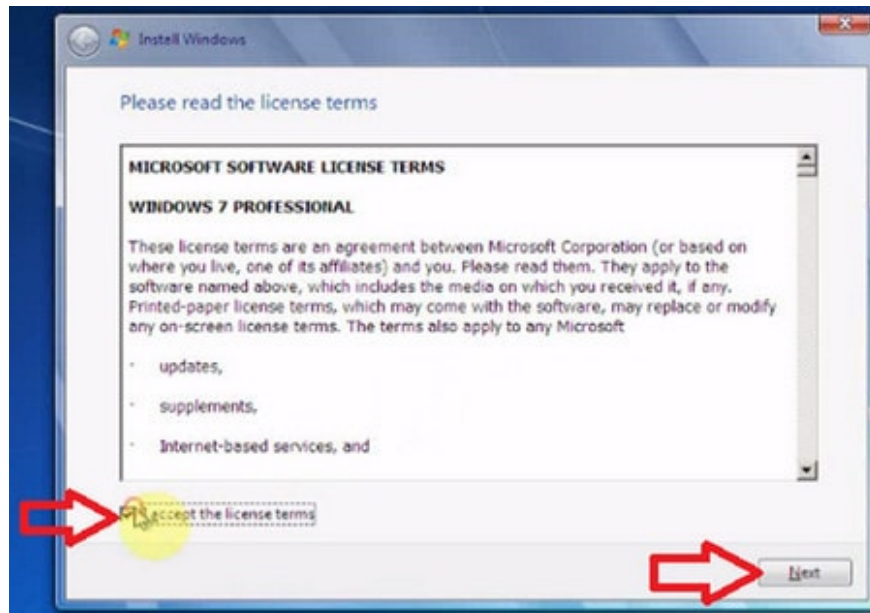 Install Windows
Please read the license terms
MICROSOFT SOFTWARE LICENSE TERMS
WINDOWS 7 PROFESSIONAL
These license terms are an agreement between Microsoft Corporation (or based on
where you live, one of its affiliates) and you. Please read them. They apply to the
software named above, which includes the media on which you received it, if any.
Printed-paper license terms, which may come with the software, may replace or modify
any on-screen license terms. The terms also apply to any Microsoft
· updates,
· supplements,
· Internet-based services, and
accept the license terms
Next